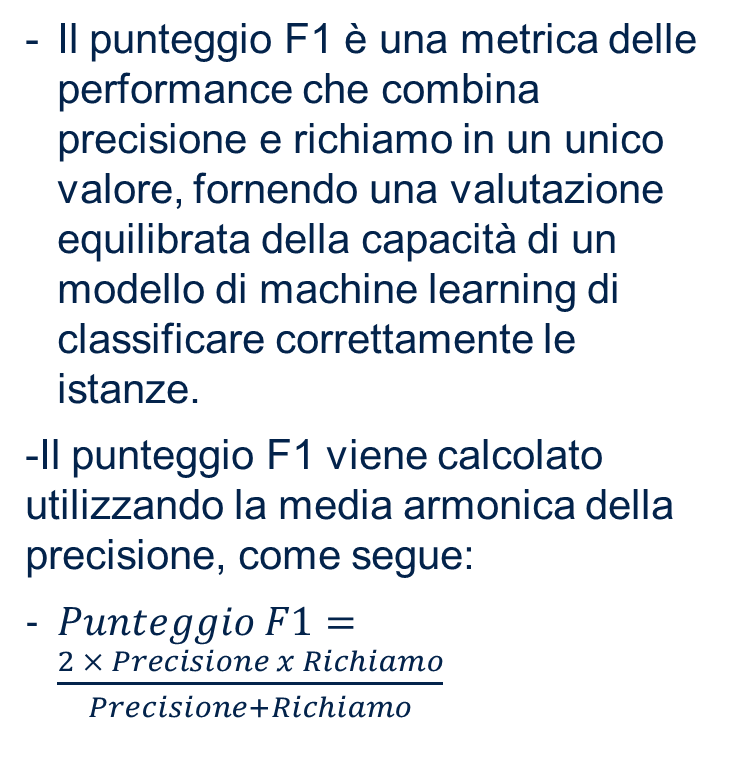 - Il punteggio F1 è una metrica delle
performance che combina
precisione e richiamo in un unico
valore, fornendo una valutazione
equilibrata della capacità di un
modello di machine learning di
classificare correttamente le
istanze.
-Il punteggio F1 viene calcolato
utilizzando la media armonica della
precisione, come segue:
- Punteggio F1 =
2 × Precisione x Richiamo
Precisione+Richiamo